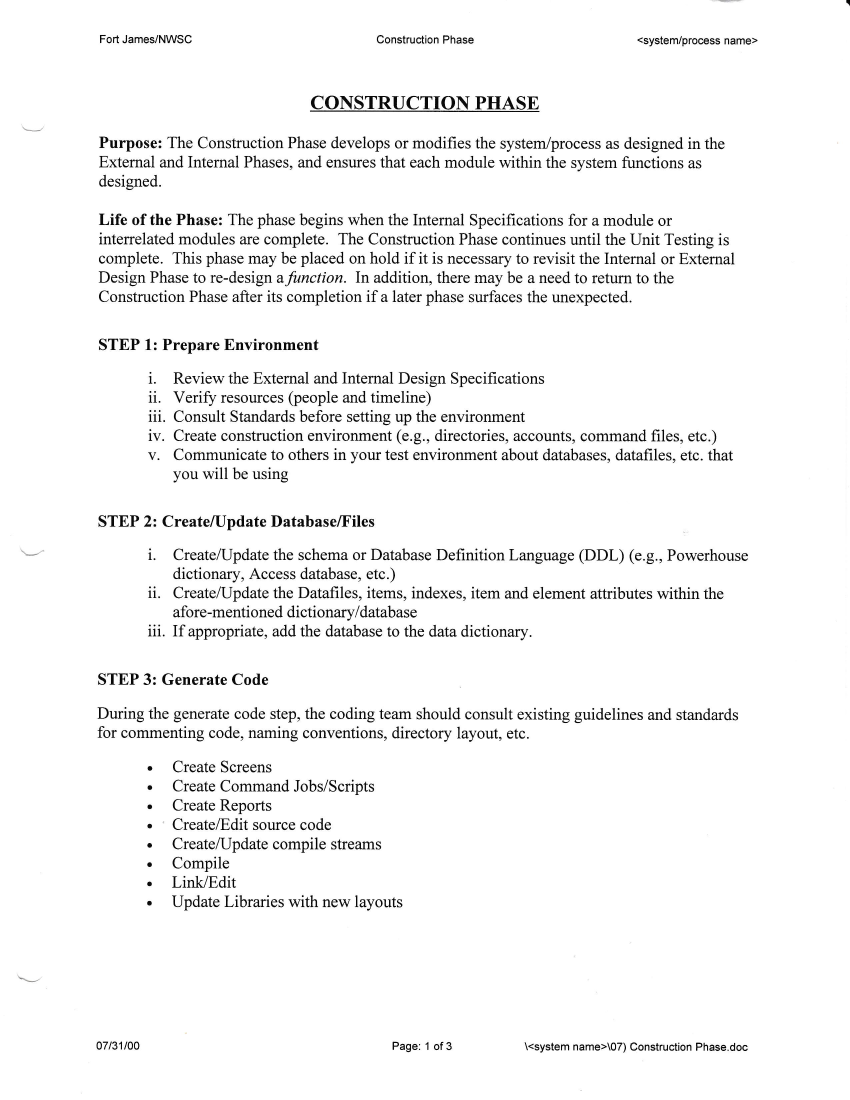 Fort James/NWSC Construction Phase <system/process name>
CONSTRUCTION PHASE
Purpose: The Construction Phase develops or modifies the system/process as designed in the
External and Internal Phases, and ensures that each module within the system functions as
designed.
Life of the Phase: The phase begins when the Internal Specifications for a module or
interrelated modules are complete. The Construction Phase continues until the Unit Testing is
complete. This phase may be placed on hold if it is necessary to revisit the Internal or External
Design Phase to re-design a function. In addition, there may be a need to return to the
Construction Phase after its completion if a later phase surfaces the unexpected.
STEP 1: Prepare Environment
i. Review the External and Internal Design Specifications
ii. Verify resources (people and timeline)
iii. Consult Standards before setting up the environment
iv. Create construction environment (e.g., directories, accounts, command files, etc.)
v. Communicate to others in your test environment about databases, datafiles, etc. that
you will be using
STEP 2: Create/Update Database/Files
i. Create/Update the schema or Database Definition Language (DDL) (e.g., Powerhouse
dictionary, Access database, etc.)
ii. Create/Update the Datafiles, items, indexes, item and element attributes within the
afore-mentioned dictionary/database
iii. If appropriate, add the database to the data dictionary.
STEP 3: Generate Code
During the generate code step, the coding team should consult existing guidelines and standards
for commenting code, naming conventions, directory layout, etc.
• Create Screens
• Create Command Jobs/Scripts
• Create Reports
• Create/Edit source code
• Create/Update compile streams
• Compile
• Link/Edit
• Update Libraries with new layouts
07/31/00 Page: 1 of 3 \<system name>\07) Construction Phase.doc